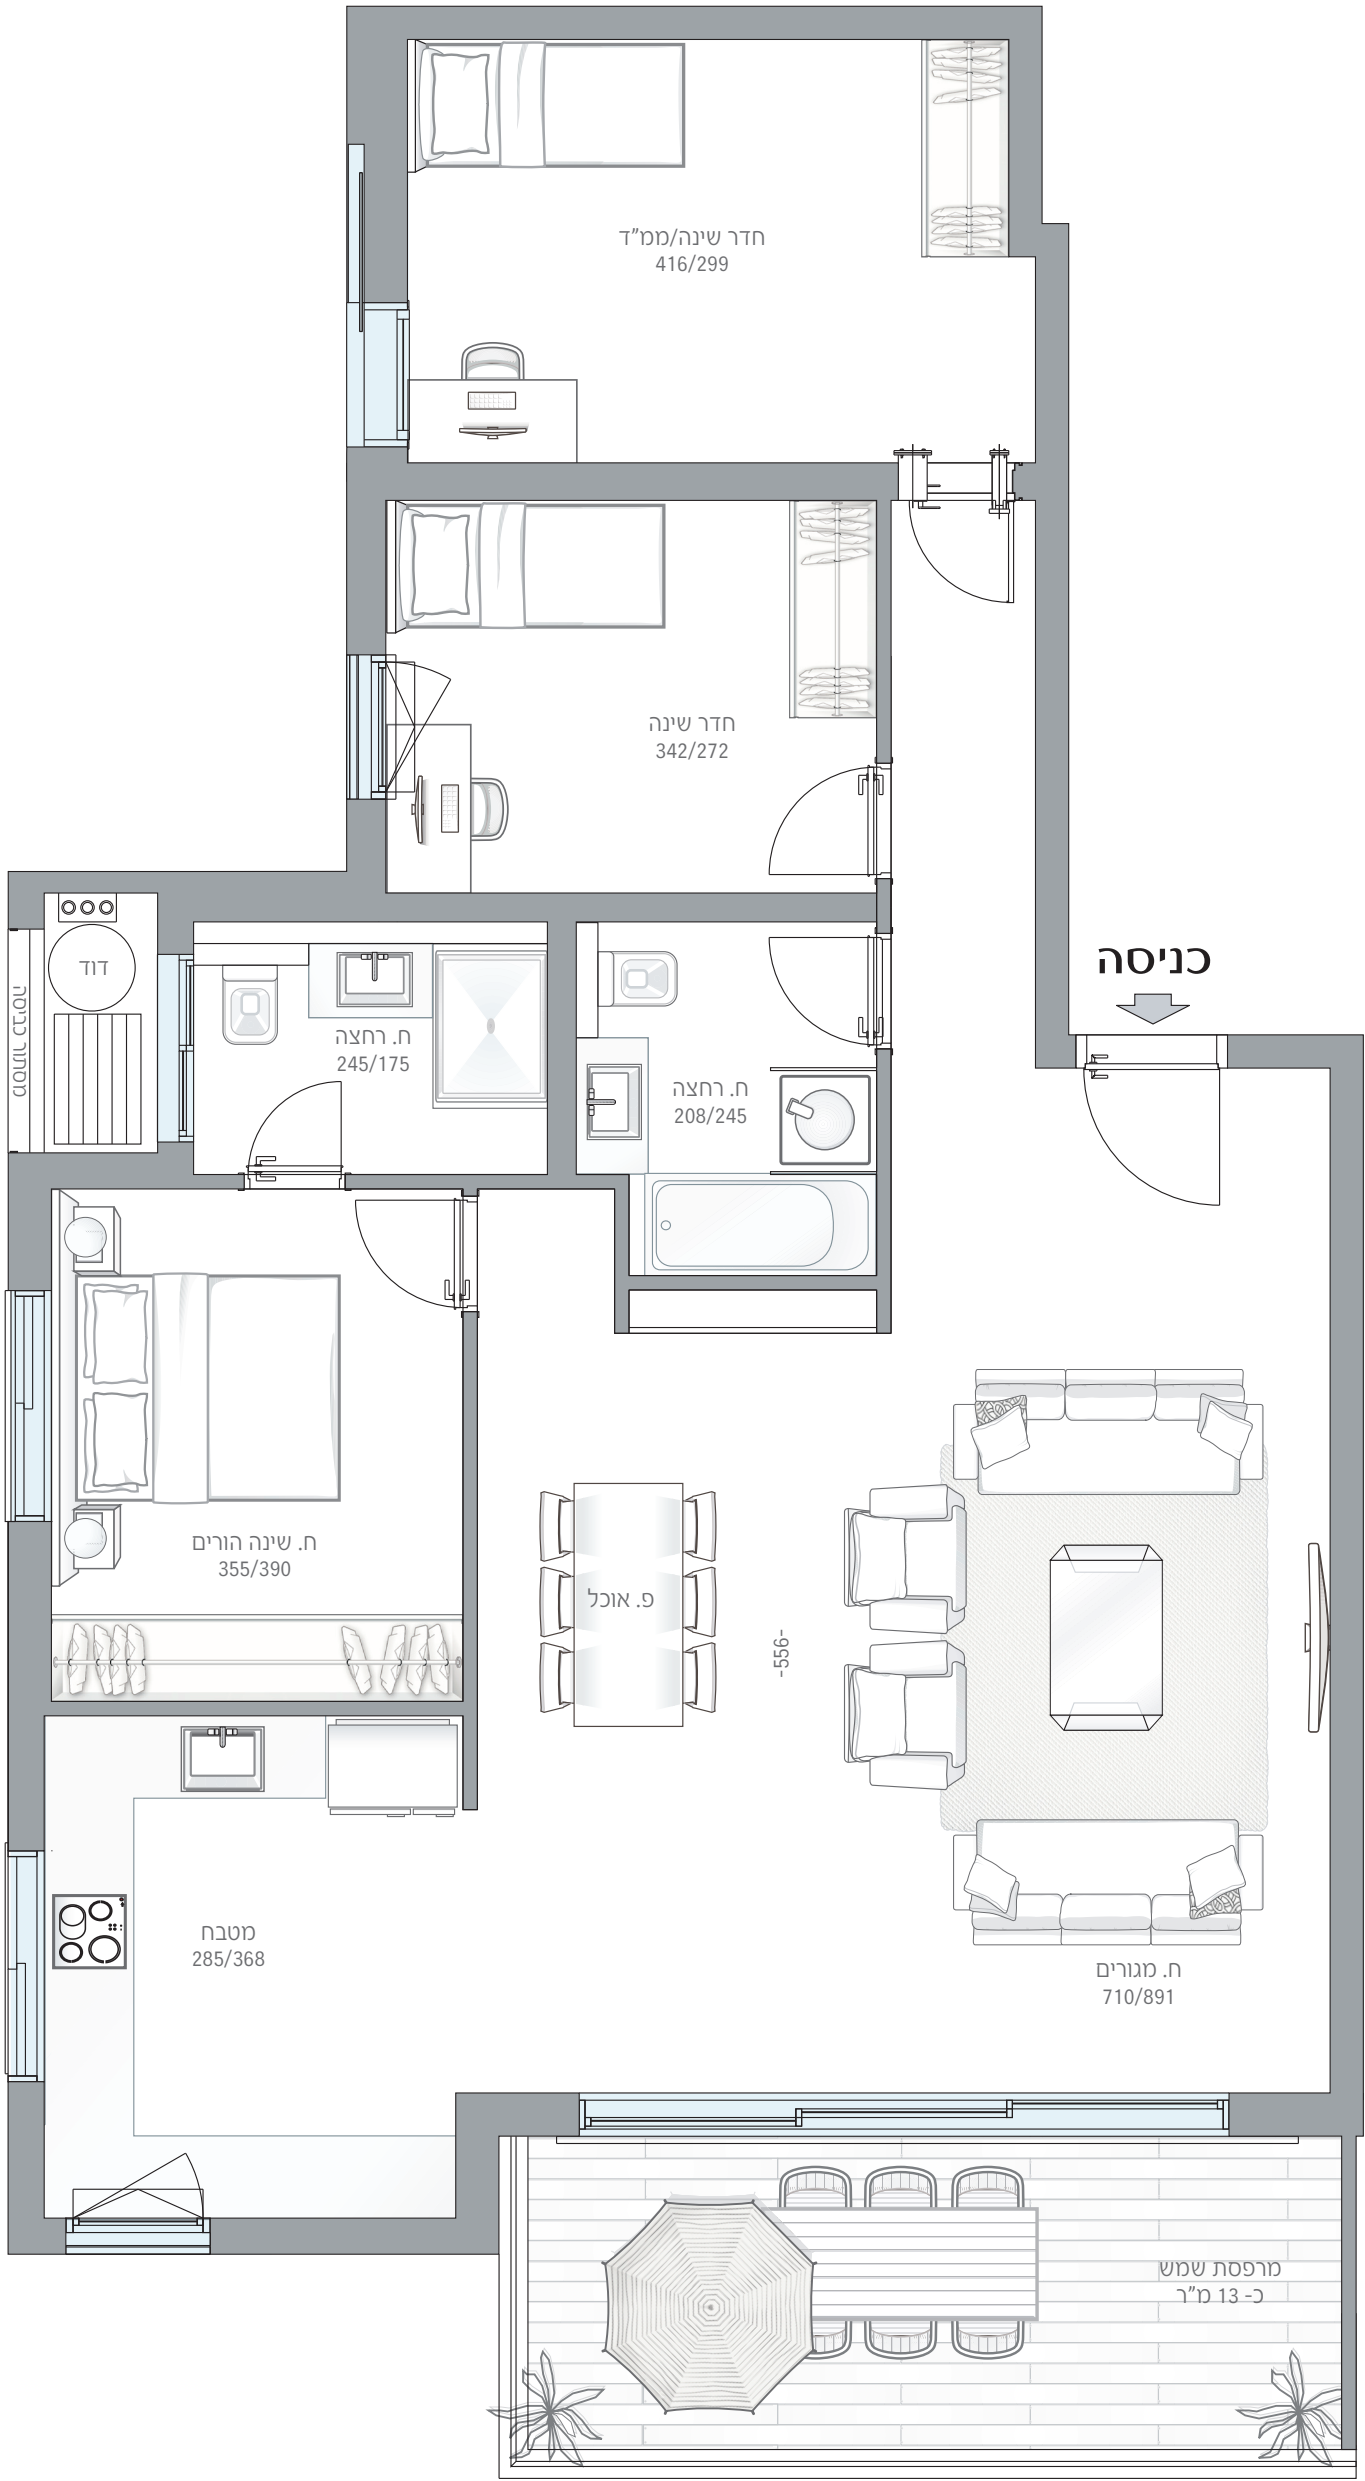 חדר שינה/ממ"ד
416/299
חדר שינה
342/272
כניסה
דוד
מסתור כביסה
ח. רחצה
245/175
ח. רחצה
208/245
ח. שינה הורים
355/390
פ. אוכל
-556-
מטבח
285/368
ח. מגורים
710/891
מרפסת שמש
כ- 13 מ"ר